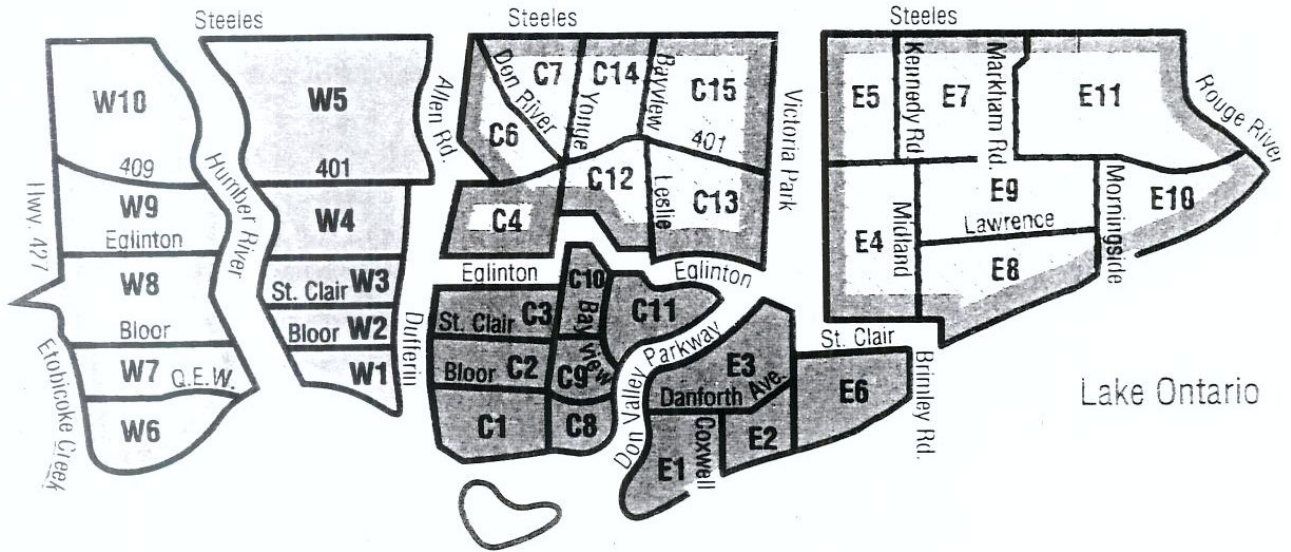 Steeles
Steeles
Steeles
W10
409
W9
Eglinton
Hwy. 427
W8
Bloor
W7
Q.E.W.
W6
Etobicoke Creek
Humber River
W5
401
W4
W3
St. Clair
W2
Bloor
W1
Allen Rd.
Dufferin
C7
Don River
C6
C14
Yonge
Bayview
C15
401
C12
Leslie
C13
C4
Victoria Park
Eglinton
Eglinton
C10
Bayview
C11
St. Clair C3
Bloor C2
C9
C1
C8
Don Valley Parkway
E3
Danforth Ave.
E1
Coxwell
E2
St. Clair
E6
Brimley Rd.
E5
Kennedy Rd
E7
Markham Rd.
E11
Rouge River
E4
Midland
E9
Lawrence
E8
Morningside
E10
Lake Ontario